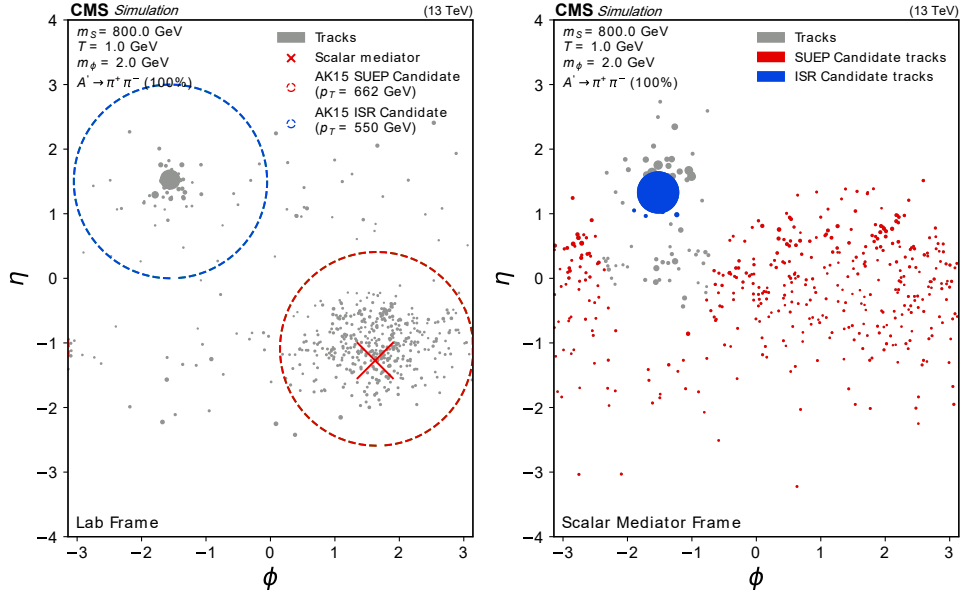 CMS Simulation (13 TeV)
m_S = 800.0 GeV
T = 1.0 GeV
m_ϕ = 2.0 GeV
A' → π⁺π⁻ (100%)
Tracks
Scalar mediator
AK15 SUEP Candidate
(p_T = 662 GeV)
AK15 ISR Candidate
(p_T = 550 GeV)
4
3
2
1
0
−1
−2
−3
−4
η
Lab Frame
−3 −2 −1 0 1 2 3
ϕ
CMS Simulation (13 TeV)
m_S = 800.0 GeV
T = 1.0 GeV
m_ϕ = 2.0 GeV
A' → π⁺π⁻ (100%)
Tracks
SUEP Candidate tracks
ISR Candidate tracks
4
3
2
1
0
−1
−2
−3
−4
η
Scalar Mediator Frame
−3 −2 −1 0 1 2 3
ϕ